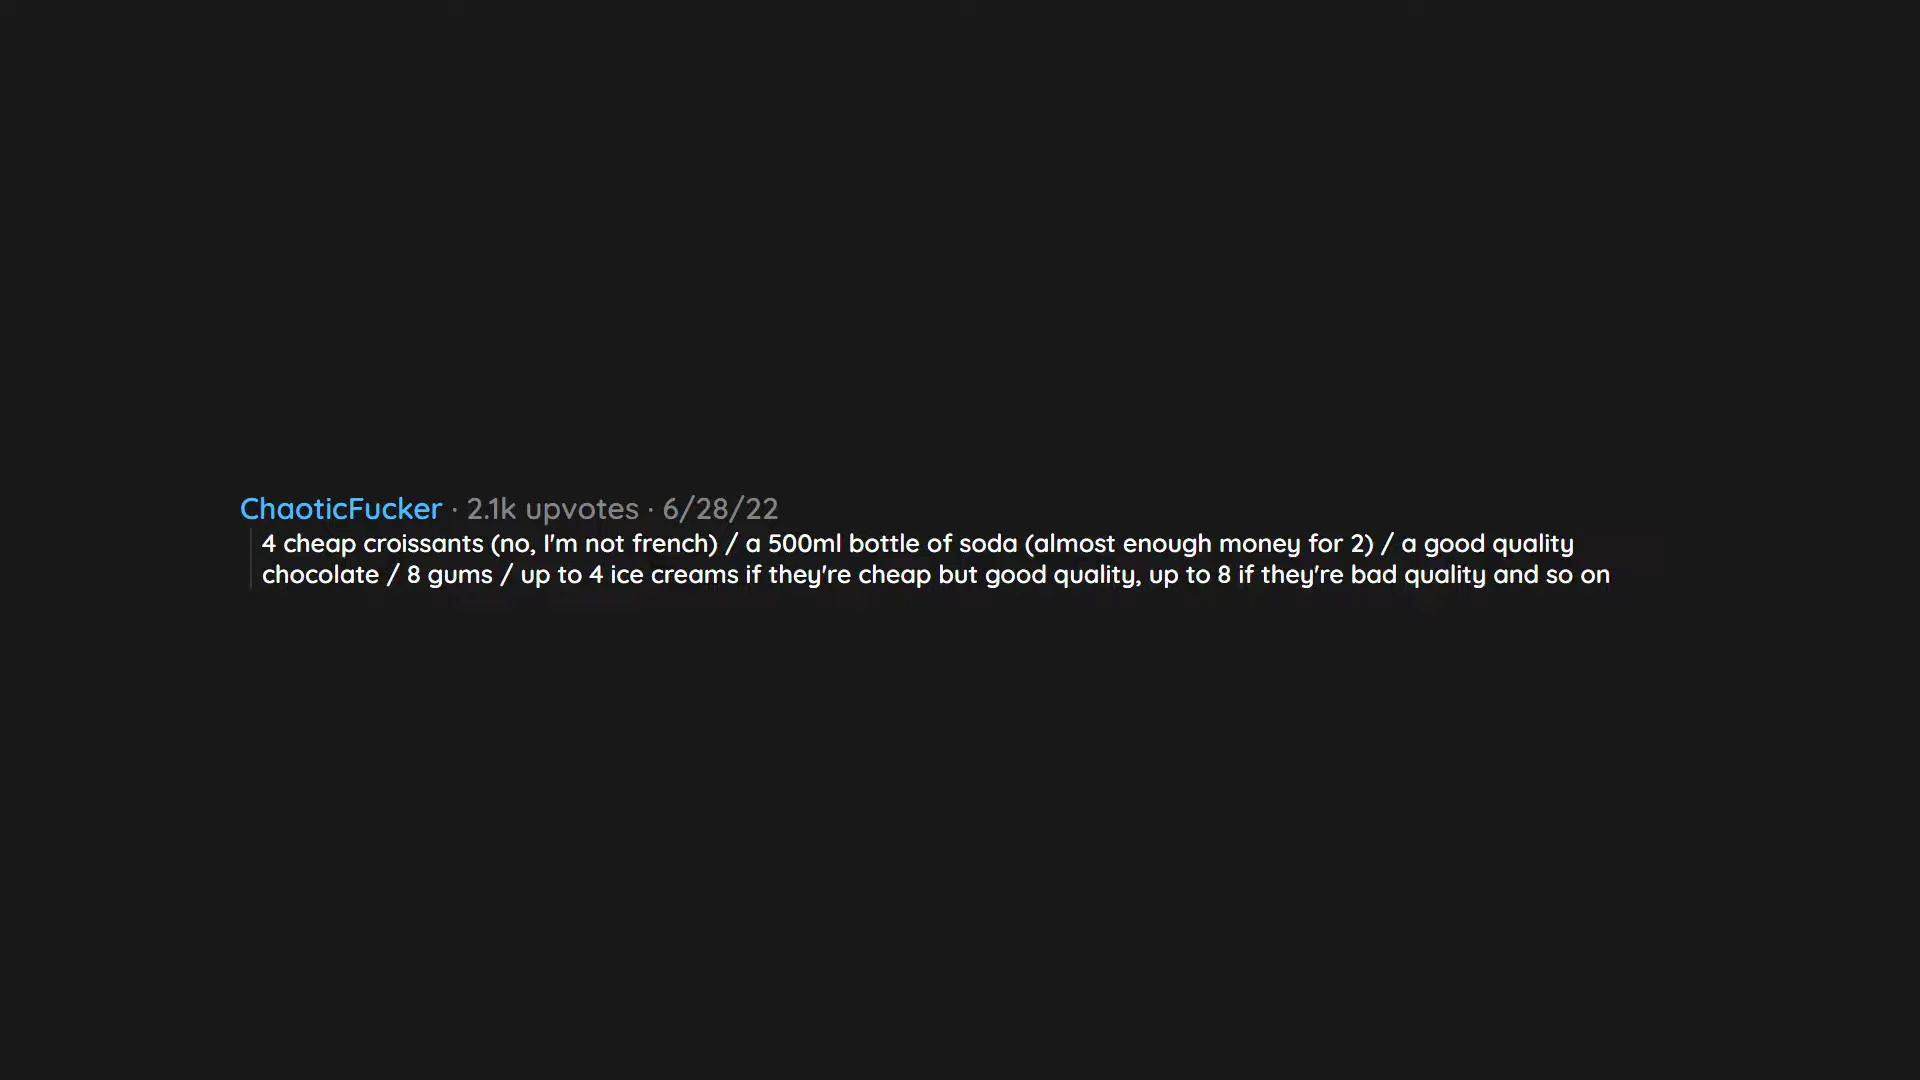 ChaoticFucker · 2.1k upvotes · 6/28/22
4 cheap croissants (no, I'm not french) / a 500ml bottle of soda (almost enough money for 2) / a good quality
chocolate / 8 gums / up to 4 ice creams if they're cheap but good quality, up to 8 if they're bad quality and so on